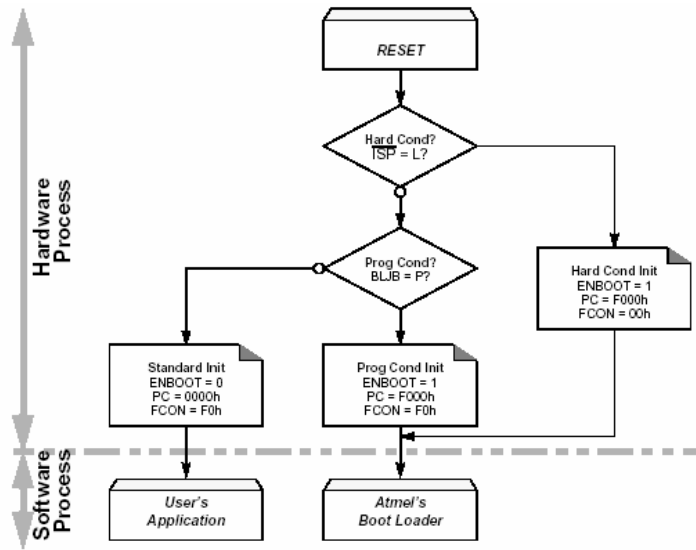 RESET
Hard Cond?
ISP = L?
Prog Cond?
BLJB = P?
Hard Cond Init
ENBOOT = 1
PC = F000h
FCON = 00h
Standard Init
ENBOOT = 0
PC = 0000h
FCON = F0h
Prog Cond Init
ENBOOT = 1
PC = F000h
FCON = F0h
User's
Application
Atmel's
Boot Loader
Hardware
Process
Software
Process